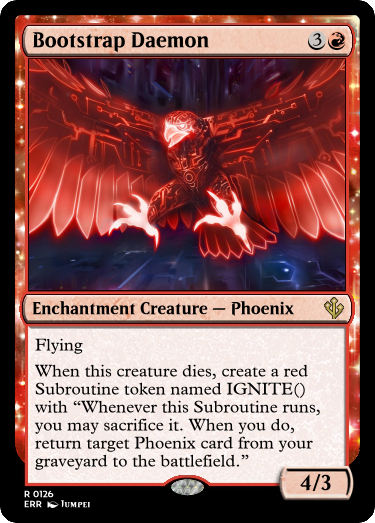 Bootstrap Daemon 3
Enchantment Creature — Phoenix
Flying
When this creature dies, create a red
Subroutine token named IGNITE()
with “Whenever this Subroutine runs,
you may sacrifice it. When you do,
return target Phoenix card from your
graveyard to the battlefield.”
4/3
R 0126
ERR Jumpei